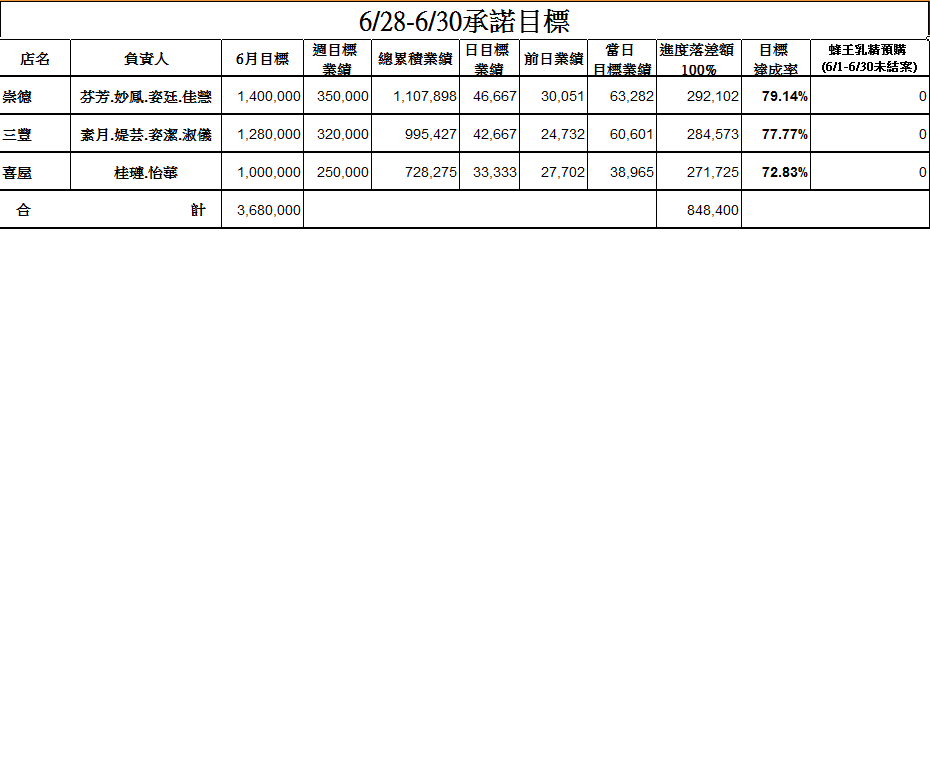 6/28-6/30承諾目標
店名 負責人 6月目標 週目標業績 總累積業績 日目標業績 前日業績 當日目標業績 進度落差額100% 目標達成率 蜂王乳精預購(6/1-6/30未結案)
崇德 芬芳.妙鳳.姿廷.佳慧 1,400,000 350,000 1,107,898 46,667 30,051 63,282 292,102 79.14% 0
三豐 素月.媞芸.姿潔.淑儀 1,280,000 320,000 995,427 42,667 24,732 60,601 284,573 77.77% 0
喜屋 桂璉.怡華 1,000,000 250,000 728,275 33,333 27,702 38,965 271,725 72.83% 0
合 計 3,680,000 848,400